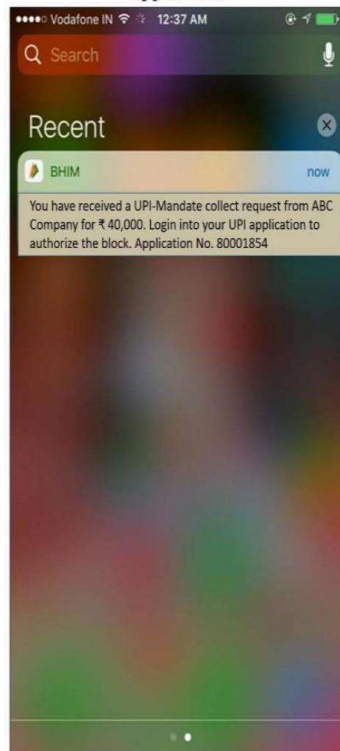 Vodafone IN 12:37 AM
Search
Recent
BHIM now
You have received a UPI-Mandate collect request from ABC
Company for ₹ 40,000. Login into your UPI application to
authorize the block. Application No. 80001854